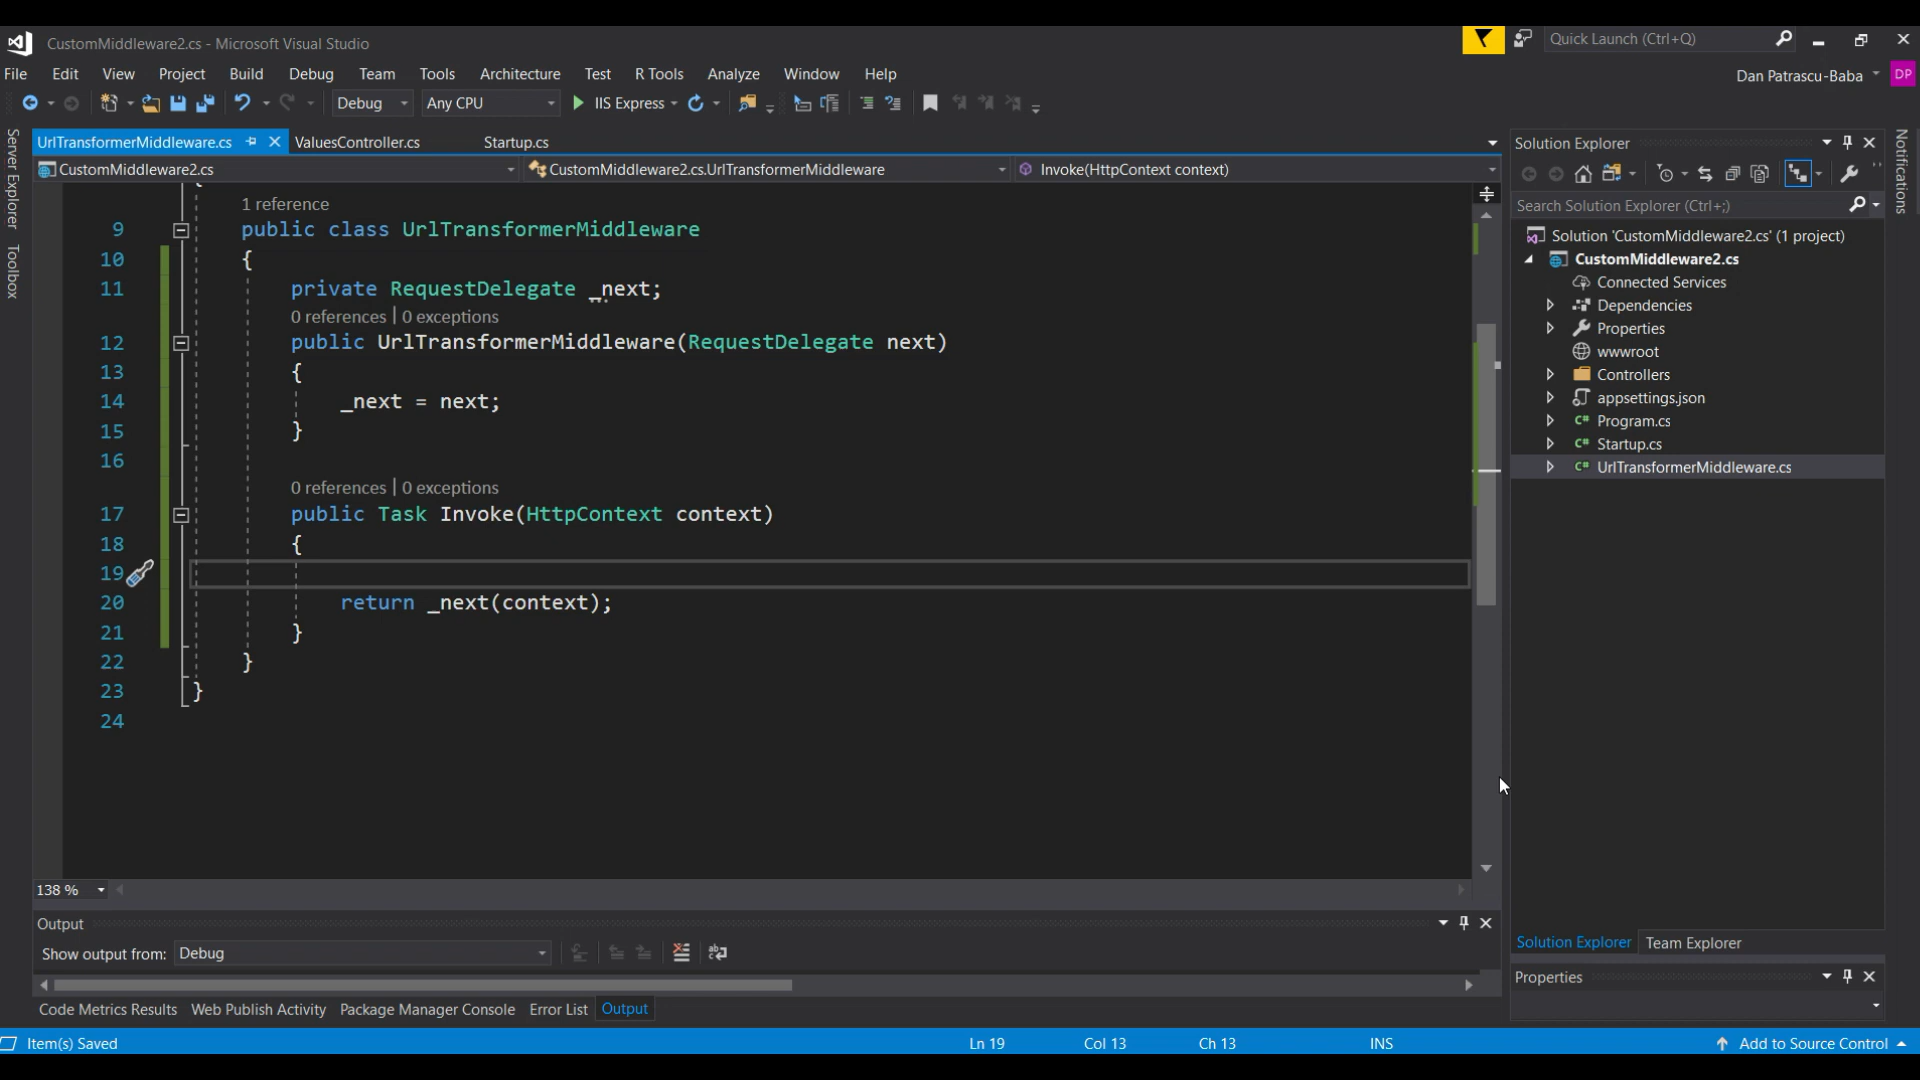 CustomMiddleware2.cs - Microsoft Visual Studio
Quick Launch (Ctrl+Q)
File Edit View Project Build Debug Team Tools Architecture Test R Tools Analyze Window Help
Dan Patrascu-Baba DP
Debug Any CPU IIS Express
Server Explorer
Toolbox
UrlTransformerMiddleware.cs ValuesController.cs Startup.cs
CustomMiddleware2.cs CustomMiddleware2.cs.UrlTransformerMiddleware Invoke(HttpContext context)
1 reference
9 public class UrlTransformerMiddleware
10 {
11 private RequestDelegate _next;
0 references | 0 exceptions
12 public UrlTransformerMiddleware(RequestDelegate next)
13 {
14 _next = next;
15 }
16
0 references | 0 exceptions
17 public Task Invoke(HttpContext context)
18 {
19
20 return _next(context);
21 }
22 }
23 }
24
138 %
Output
Show output from: Debug
Code Metrics Results Web Publish Activity Package Manager Console Error List Output
Solution Explorer
Search Solution Explorer (Ctrl+;)
Solution 'CustomMiddleware2.cs' (1 project)
CustomMiddleware2.cs
Connected Services
Dependencies
Properties
wwwroot
Controllers
appsettings.json
C# Program.cs
C# Startup.cs
C# UrlTransformerMiddleware.cs
Solution Explorer Team Explorer
Properties
Notifications
Item(s) Saved Ln 19 Col 13 Ch 13 INS Add to Source Control